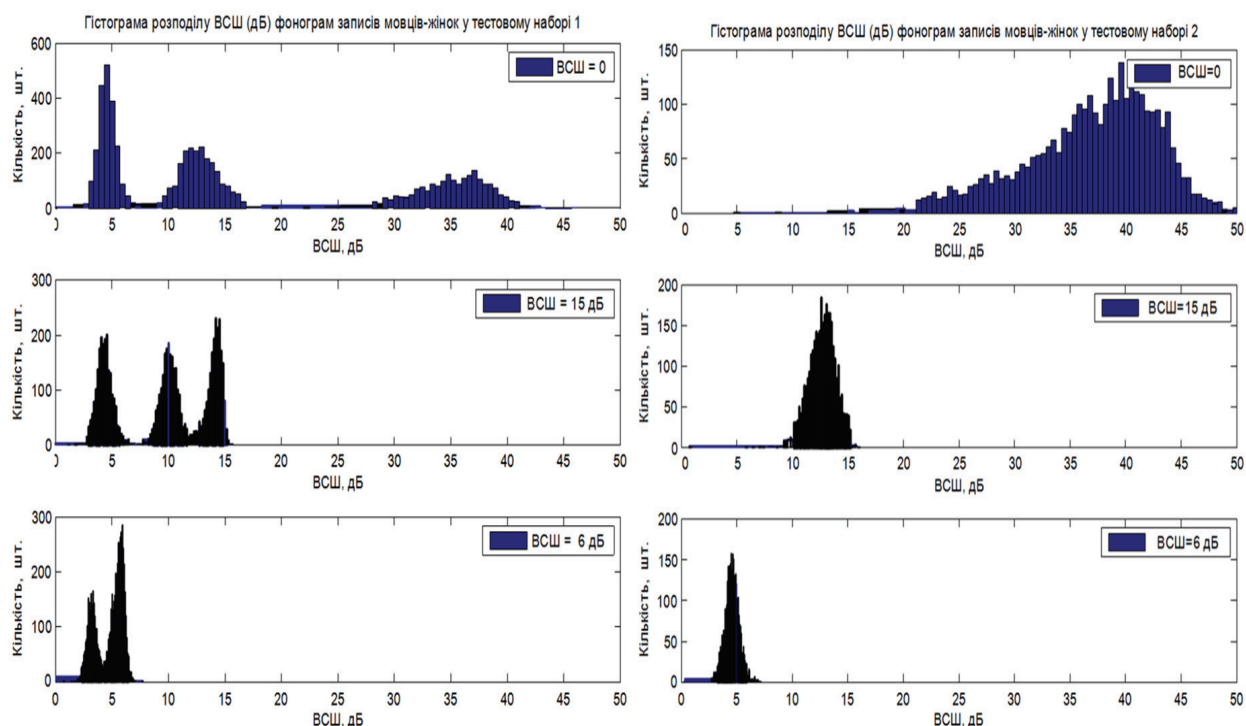 Гістограма розподілу ВСШ (дБ) фонограм записів мовців-жінок у тестовому наборі 1
600
400
200
0
Кількість, шт.
ВСШ = 0
0 5 10 15 20 25 30 35 40 45 50
ВСШ, дБ
300
200
100
0
Кількість, шт.
ВСШ = 15 дБ
0 5 10 15 20 25 30 35 40 45 50
ВСШ, дБ
300
200
100
0
Кількість, шт.
ВСШ = 6 дБ
0 5 10 15 20 25 30 35 40 45 50
ВСШ, дБ
Гістограма розподілу ВСШ (дБ) фонограм записів мовців-жінок у тестовому наборі 2
150
100
50
0
Кількість, шт.
ВСШ=0
0 5 10 15 20 25 30 35 40 45 50
ВСШ, дБ
200
150
100
50
0
Кількість, шт.
ВСШ=15 дБ
0 5 10 15 20 25 30 35 40 45 50
ВСШ, дБ
200
150
100
50
0
Кількість, шт.
ВСШ=6 дБ
0 5 10 15 20 25 30 35 40 45 50
ВСШ, дБ